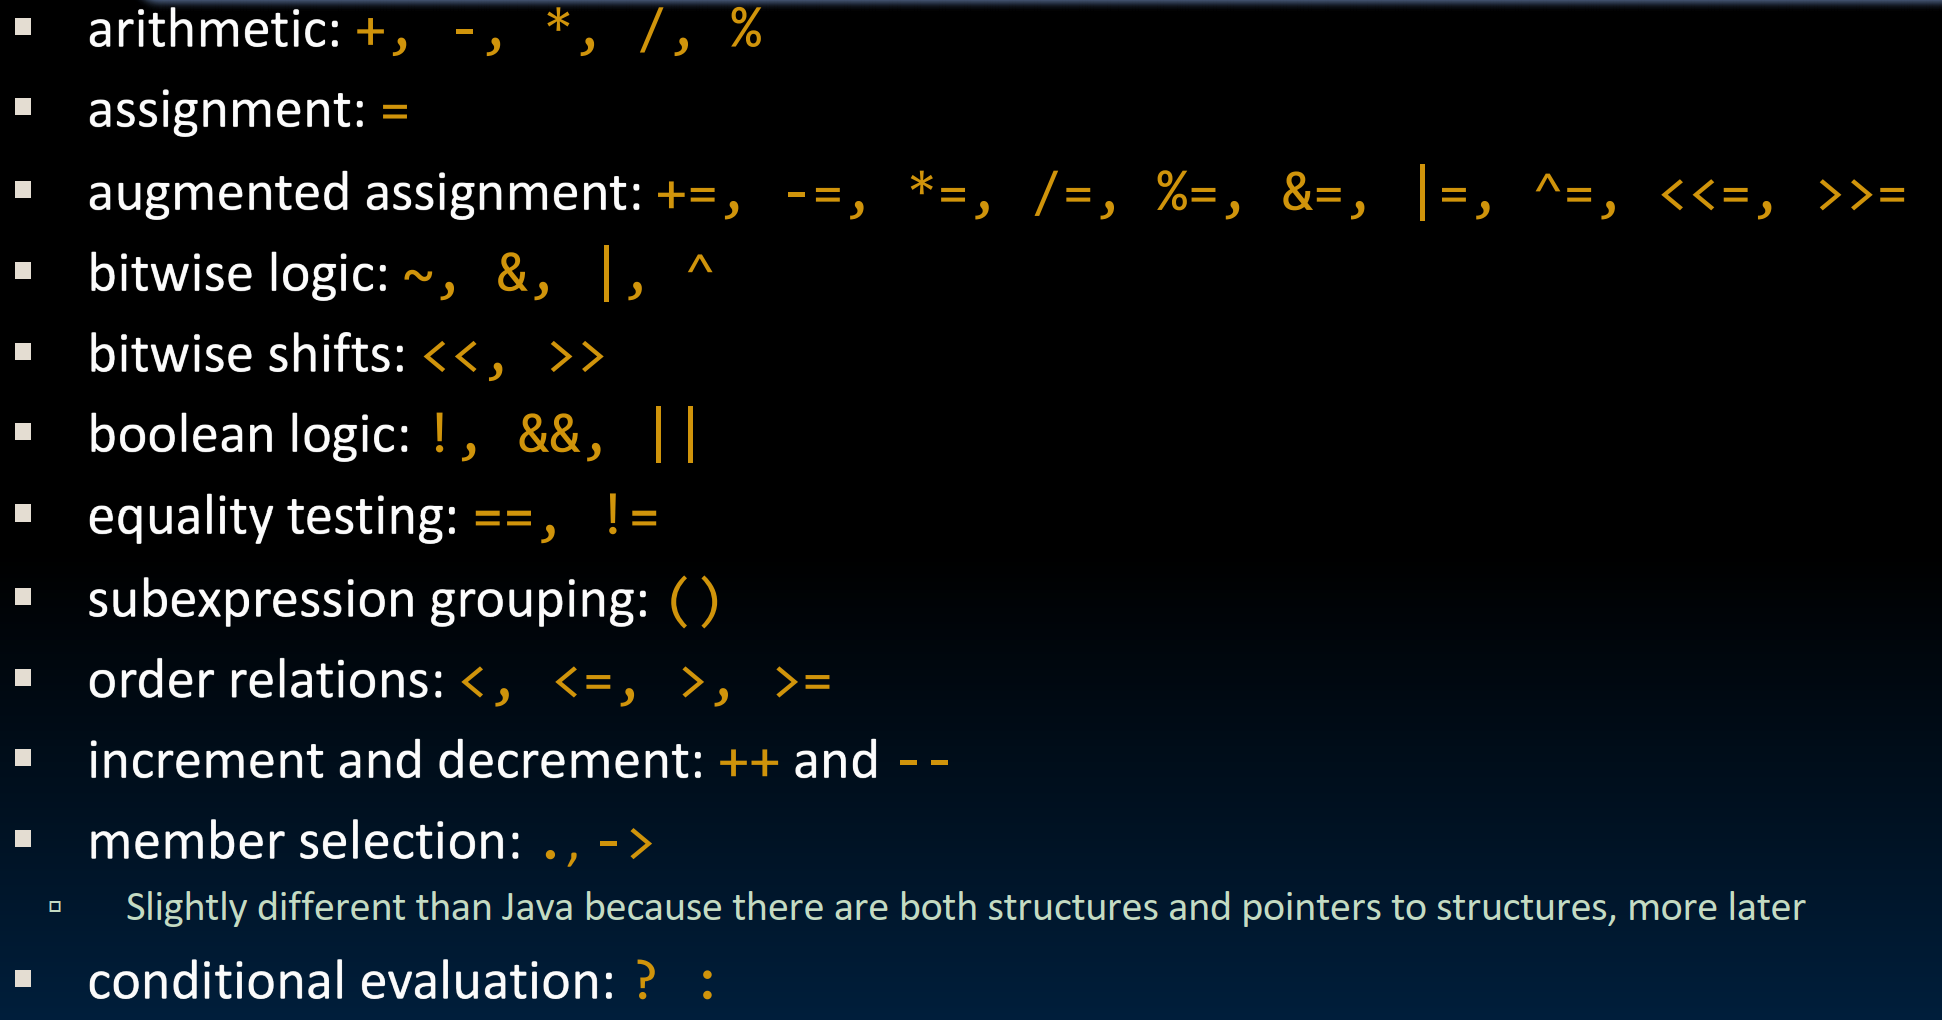 ▪ arithmetic: +, -, *, /, %
▪ assignment: =
▪ augmented assignment: +=, -=, *=, /=, %=, &=, |=, ^=, <<=, >>=
▪ bitwise logic: ~, &, |, ^
▪ bitwise shifts: <<, >>
▪ boolean logic: !, &&, ||
▪ equality testing: ==, !=
▪ subexpression grouping: ()
▪ order relations: <, <=, >, >=
▪ increment and decrement: ++ and --
▪ member selection: ., ->
▫ Slightly different than Java because there are both structures and pointers to structures, more later
▪ conditional evaluation: ? :